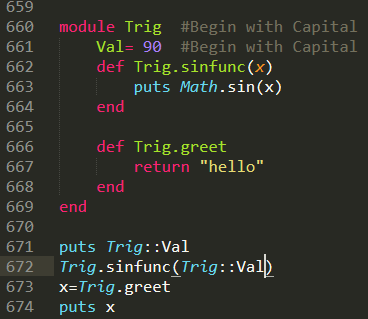 659
660 module Trig  #Begin with Capital
661     Val= 90  #Begin with Capital
662     def Trig.sinfunc(x)
663         puts Math.sin(x)
664     end
665
666     def Trig.greet
667         return "hello"
668     end
669 end
670
671 puts Trig::Val
672 Trig.sinfunc(Trig::Val)
673 x=Trig.greet
674 puts x